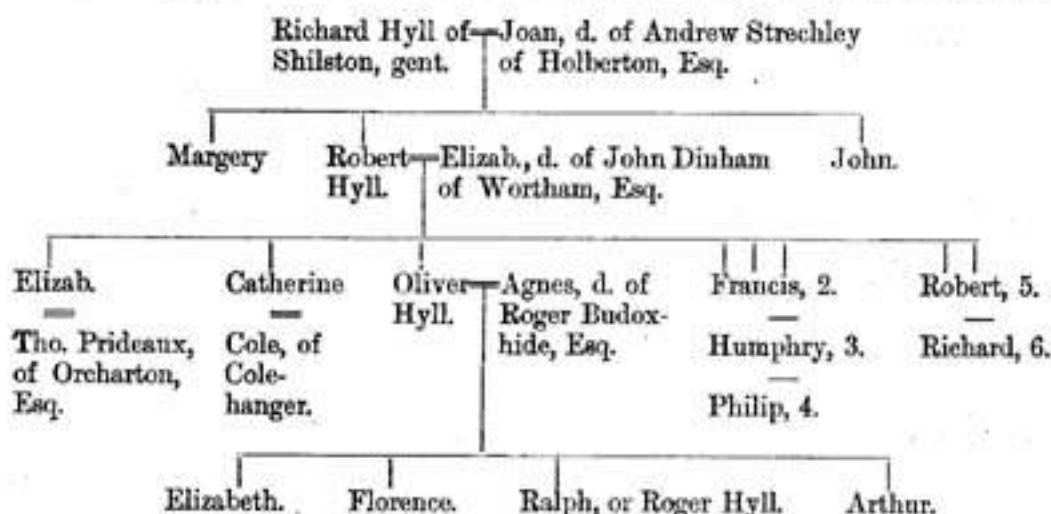 Richard Hyll of Joan, d. of Andrew Strechley
Shilston, gent. of Holberton, Esq.
Margery Robert Elizab., d. of John Dinham John.
Hyll. of Wortham, Esq.
Elizab. Catherine Oliver Agnes, d. of Francis, 2. Robert, 5.
Hyll. Roger Budox-
Tho. Prideaux, Cole, of hide, Esq. Humphry, 3. Richard, 6.
of Orcharton, Cole-
Esq. hanger. Philip, 4.
Elizabeth. Florence. Ralph, or Roger Hyll. Arthur.